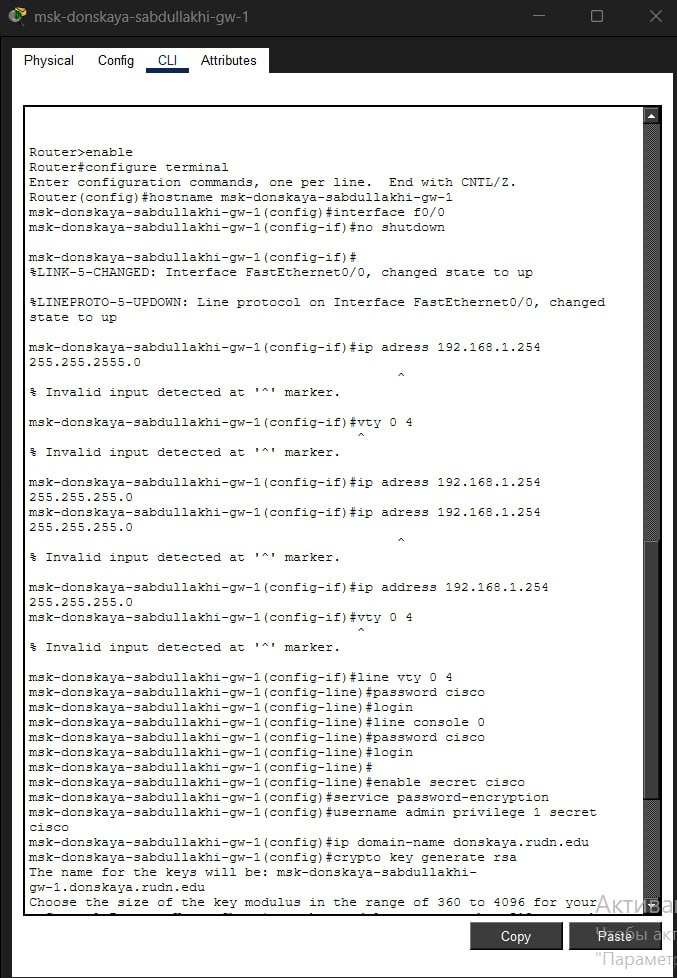 msk-donskaya-sabdullakhi-gw-1
Physical Config CLI Attributes
Router>enable
Router#configure terminal
Enter configuration commands, one per line.  End with CNTL/Z.
Router(config)#hostname msk-donskaya-sabdullakhi-gw-1
msk-donskaya-sabdullakhi-gw-1(config)#interface f0/0
msk-donskaya-sabdullakhi-gw-1(config-if)#no shutdown
msk-donskaya-sabdullakhi-gw-1(config-if)#
%LINK-5-CHANGED: Interface FastEthernet0/0, changed state to up
%LINEPROTO-5-UPDOWN: Line protocol on Interface FastEthernet0/0, changed
state to up
msk-donskaya-sabdullakhi-gw-1(config-if)#ip adress 192.168.1.254
255.255.2555.0
^
% Invalid input detected at '^' marker.
msk-donskaya-sabdullakhi-gw-1(config-if)#vty 0 4
^
% Invalid input detected at '^' marker.
msk-donskaya-sabdullakhi-gw-1(config-if)#ip adress 192.168.1.254
255.255.255.0
msk-donskaya-sabdullakhi-gw-1(config-if)#ip adress 192.168.1.254
255.255.255.0
^
% Invalid input detected at '^' marker.
msk-donskaya-sabdullakhi-gw-1(config-if)#ip address 192.168.1.254
255.255.255.0
msk-donskaya-sabdullakhi-gw-1(config-if)#vty 0 4
^
% Invalid input detected at '^' marker.
msk-donskaya-sabdullakhi-gw-1(config-if)#line vty 0 4
msk-donskaya-sabdullakhi-gw-1(config-line)#password cisco
msk-donskaya-sabdullakhi-gw-1(config-line)#login
msk-donskaya-sabdullakhi-gw-1(config-line)#line console 0
msk-donskaya-sabdullakhi-gw-1(config-line)#password cisco
msk-donskaya-sabdullakhi-gw-1(config-line)#login
msk-donskaya-sabdullakhi-gw-1(config-line)#
msk-donskaya-sabdullakhi-gw-1(config-line)#enable secret cisco
msk-donskaya-sabdullakhi-gw-1(config)#service password-encryption
msk-donskaya-sabdullakhi-gw-1(config)#username admin privilege 1 secret
cisco
msk-donskaya-sabdullakhi-gw-1(config)#ip domain-name donskaya.rudn.edu
msk-donskaya-sabdullakhi-gw-1(config)#crypto key generate rsa
The name for the keys will be: msk-donskaya-sabdullakhi-
gw-1.donskaya.rudn.edu
Choose the size of the key modulus in the range of 360 to 4096 for your
Актива
Copy Paste
Чтобы ак
"Парамет